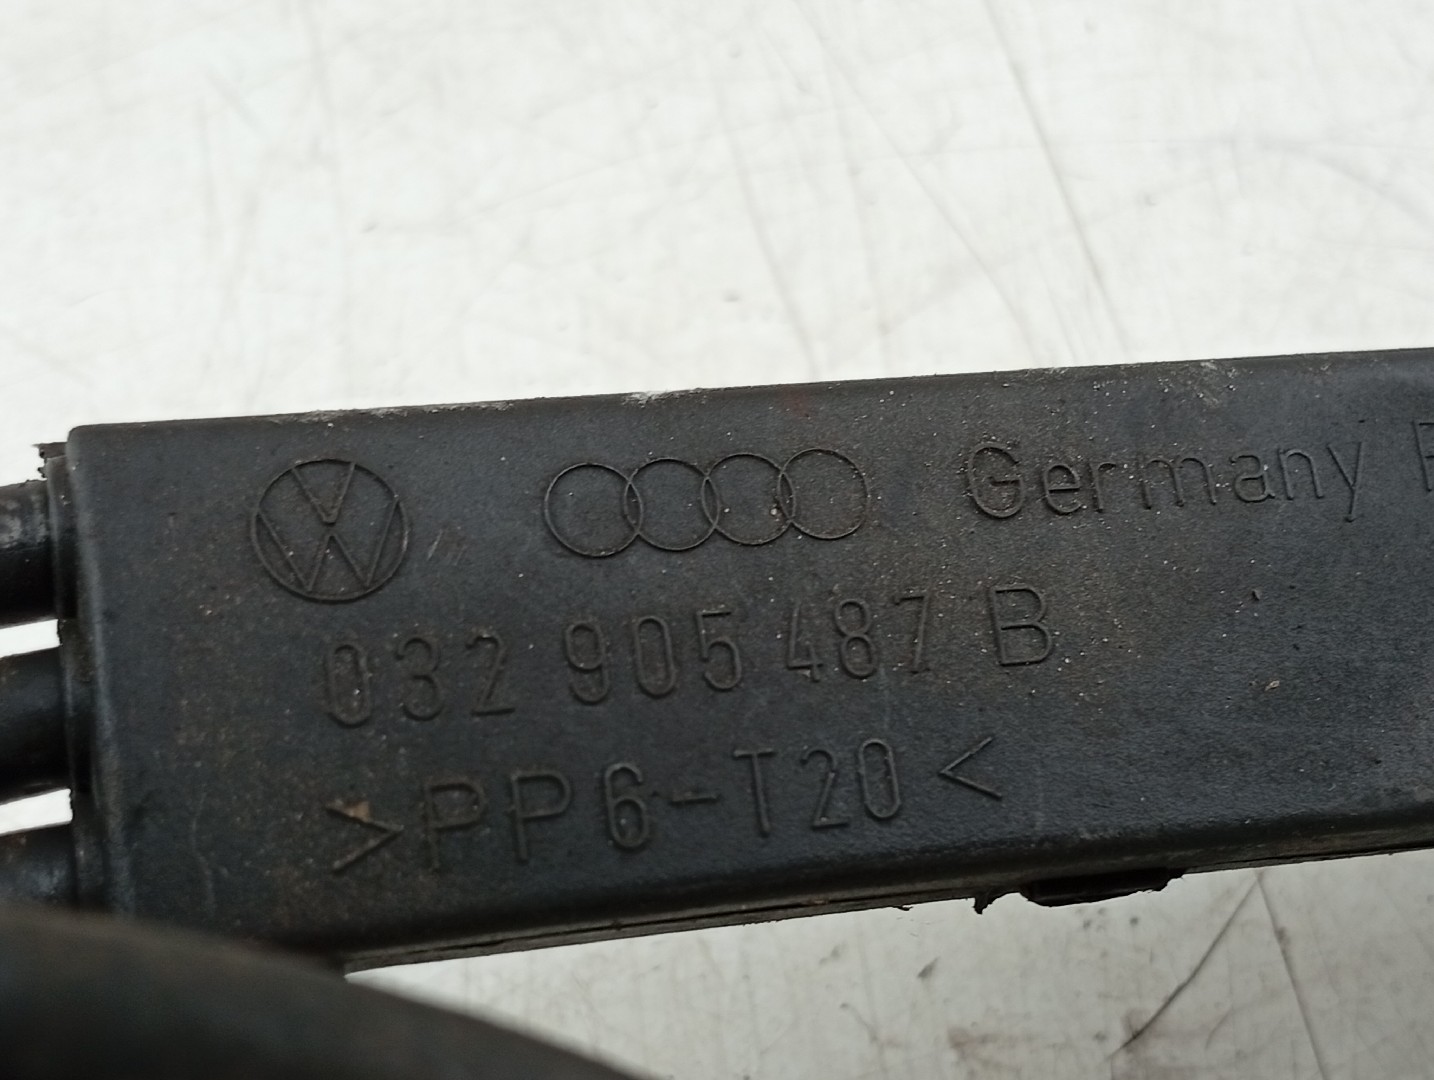 Germany
032 905 487 B
>PP6-T20<